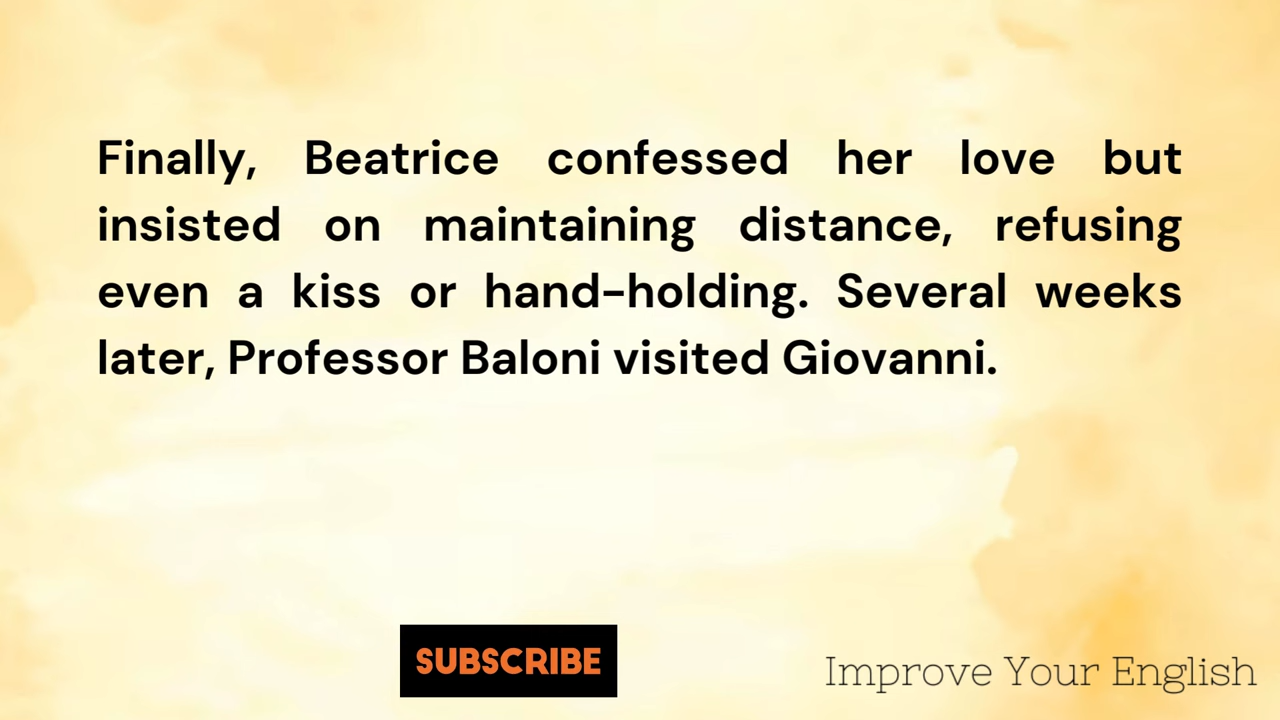 Finally, Beatrice confessed her love but
insisted on maintaining distance, refusing
even a kiss or hand-holding. Several weeks
later, Professor Baloni visited Giovanni.
SUBSCRIBE
Improve Your English